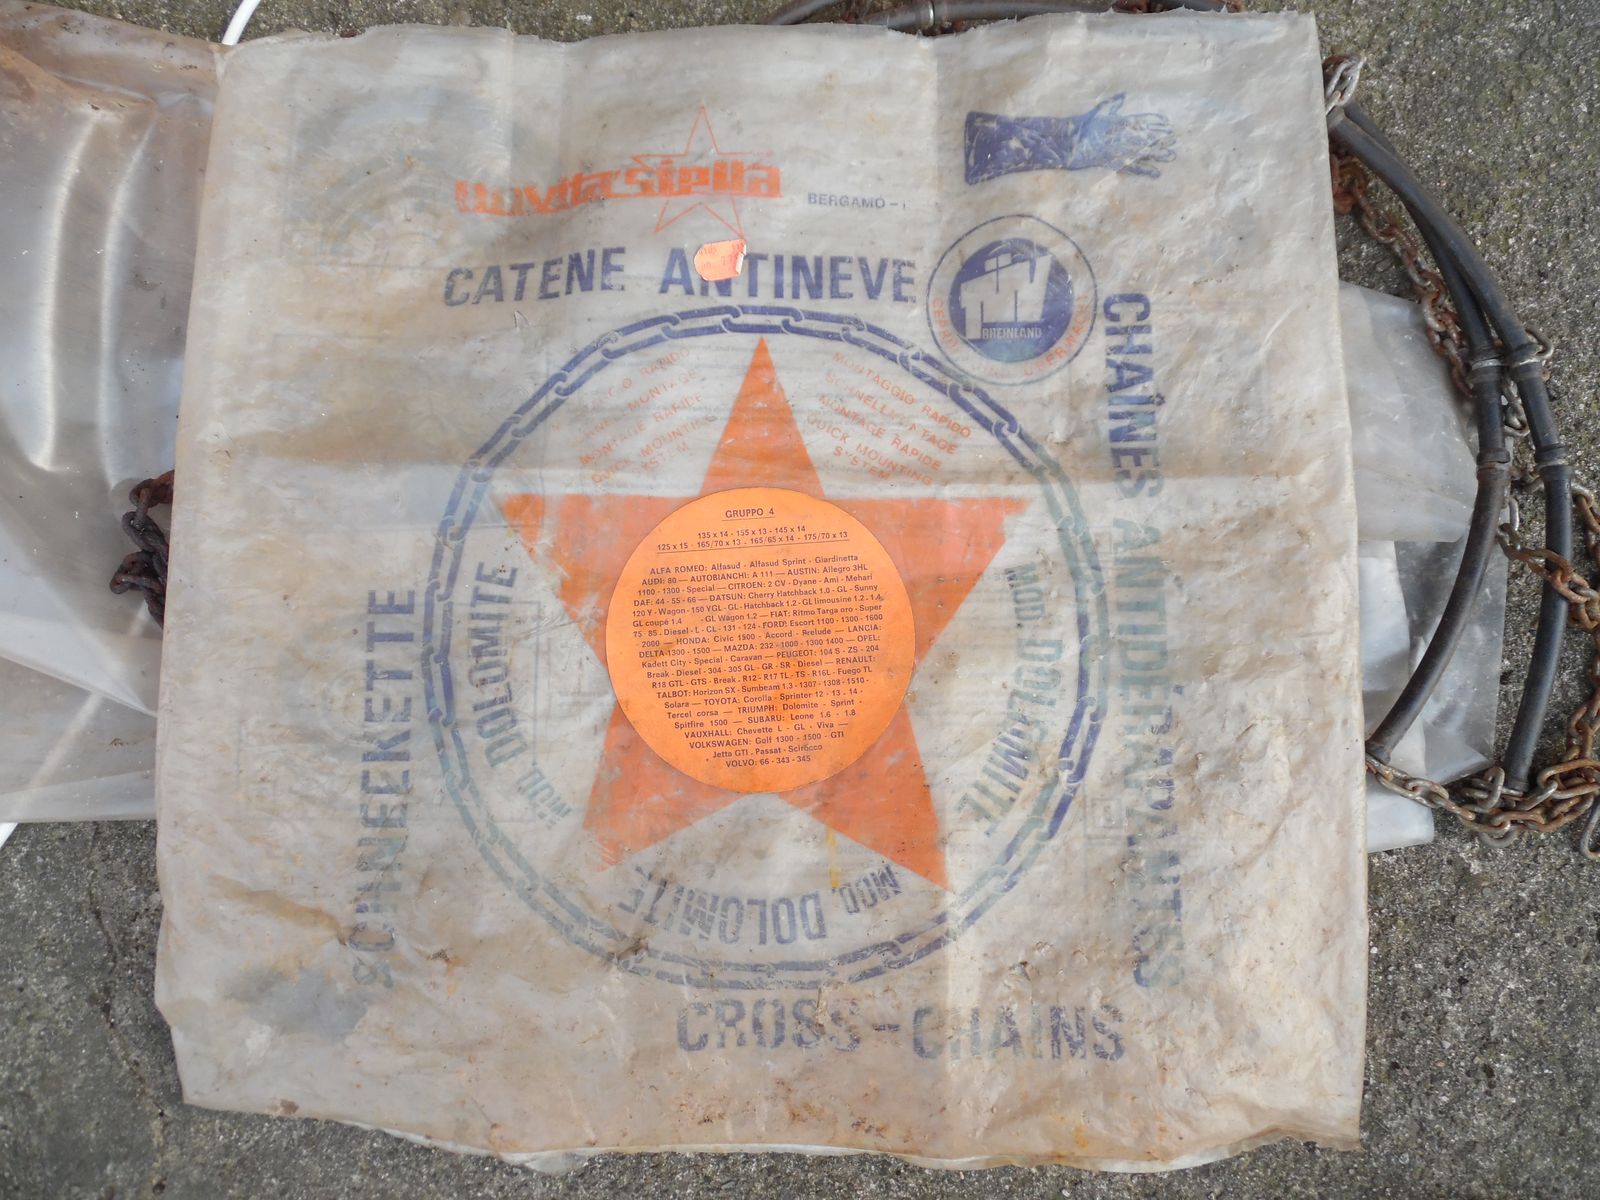 BERGAMO -
CATENE ANTINEVE
RHEINLAND
CHAÎNES ANTIDÉRAPANTES
SCHNEEKETTE
CROSS-CHAINS
MONTAGE
MONTAGE RAPIDE
QUICK MOUNTING
MONTAGGIO RAPIDO
SCHNELLMONTAGE
MONTAGE RAPIDE
QUICK MOUNTING
SYSTEM
MOD. DOLOMITE
MOD. DOLOMITE
MOD. DOLOMITE
GRUPPO 4
135 x 14 - 155 x 13 - 145 x 14
125 x 15 - 165/70 x 13 - 165/65 x 14 - 175/70 x 13
ALFA ROMEO: Alfasud - Alfasud Sprint - Giardinetta
AUDI: 80 — AUTOBIANCHI: A 111 — AUSTIN: Allegro 3HL
1100 - 1300 - Special — CITROEN: 2 CV - Dyane - Ami - Mehari
DAF: 44 - 55 - 66 — DATSUN: Cherry Hatchback 1.0 - GL - Sunny
120 Y - Wagon - 150 YGL - GL - Hatchback 1.2 - GL limousine 1.2 - 1.4
GL coupé 1.4 - GL Wagon 1.2 — FIAT: Ritmo Targa oro - Super
75 - 85 - Diesel - L - CL - 131 - 124 - FORD: Escort 1100 - 1300 - 1600
2000 — HONDA: Civic 1500 - Accord - Prelude — LANCIA:
DELTA 1300 - 1500 — MAZDA: 232 - 1000 - 1300 1400 — OPEL:
Kadett City - Special - Caravan — PEUGEOT: 104 S - ZS - 204
Break - Diesel - 304 - 305 GL - GR - SR - Diesel — RENAULT:
R18 GTL - GTS - Break - R12 - R17 TL - TS - R16L - Fuego TL
TALBOT: Horizon SX - Sumbeam 1.3 - 1307 - 1308 - 1510 -
Solara — TOYOTA: Corolla - Sprinter 12 - 13 - 14 -
Tercel corsa — TRIUMPH: Dolomite - Sprint -
Spitfire 1500 — SUBARU: Leone 1.6 - 1.8
VAUXHALL: Chevette L - GL - Viva —
VOLKSWAGEN: Golf 1300 - 1500 - GTI
Jetta GTI - Passat - Scirocco
VOLVO: 66 - 343 - 345